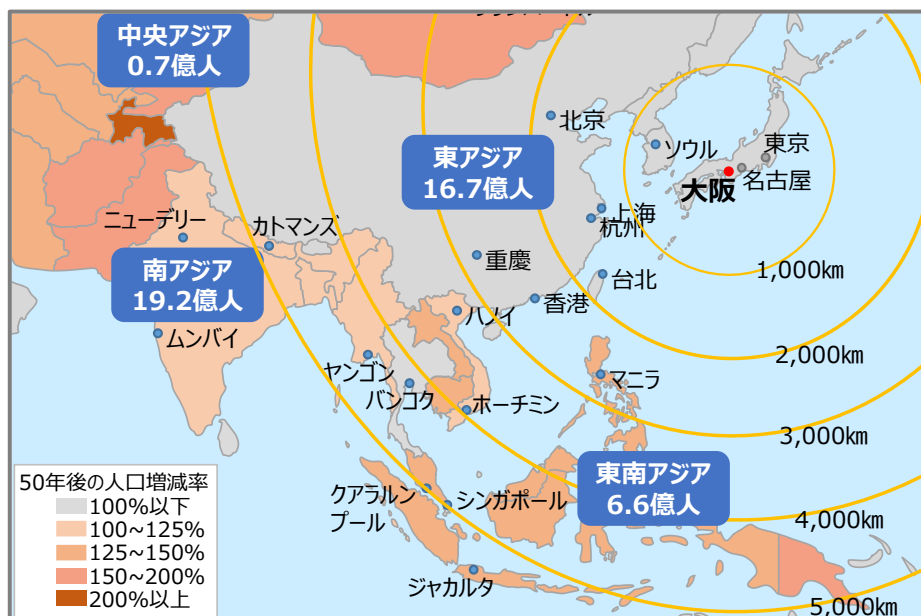 中央アジア
0.7億人
北京
ソウル
東京
東アジア
16.7億人
大阪
名古屋
上海
杭州
ニューデリー
カトマンズ
重慶
南アジア
19.2億人
台北
1,000㎞
香港
ハノイ
ムンバイ
ヤンゴン
バンコク
マニラ
2,000㎞
ホーチミン
3,000㎞
東南アジア
6.6億人
クアラルン
プール
シンガポール
4,000㎞
ジャカルタ
5,000㎞
50年後の人口増減率
100%以下
100~125%
125~150%
150~200%
200%以上